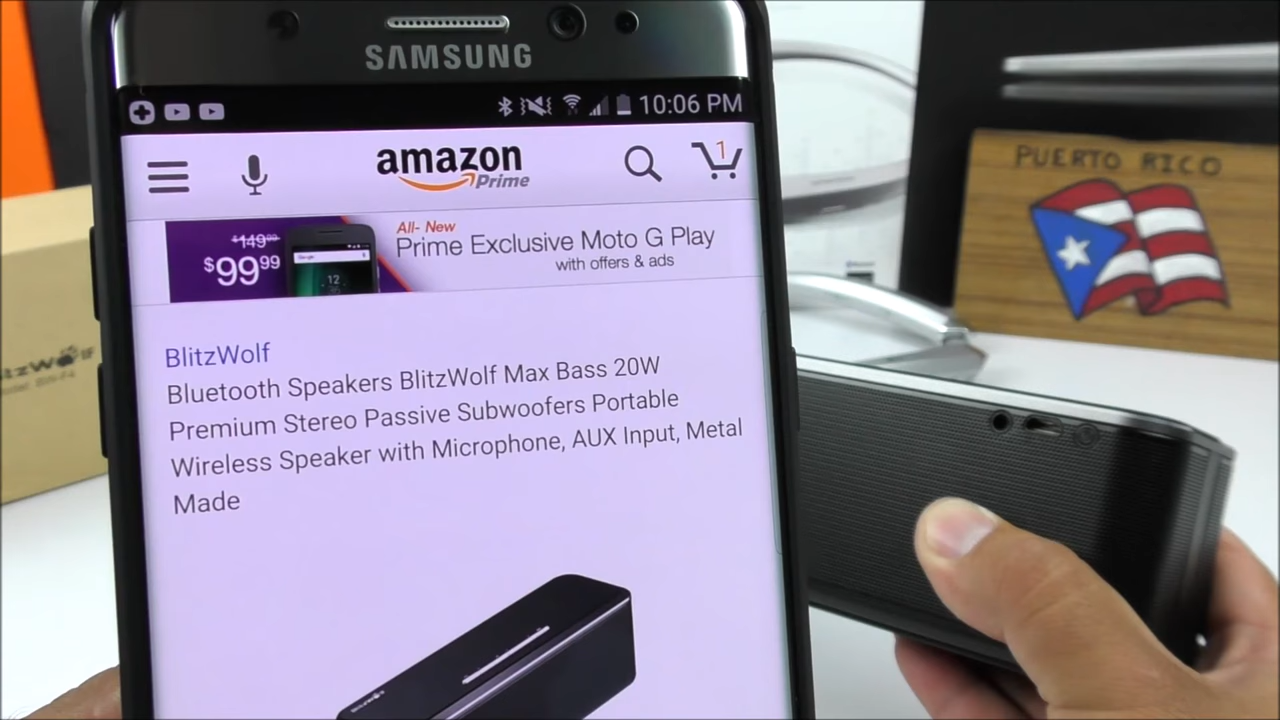 SAMSUNG
10:06 PM
amazon
Prime
1
$149.99
$99.99
All- New
Prime Exclusive Moto G Play
with offers & ads
BlitzWolf
Bluetooth Speakers BlitzWolf Max Bass 20W
Premium Stereo Passive Subwoofers Portable
Wireless Speaker with Microphone, AUX Input, Metal
Made
PUERTO RICO